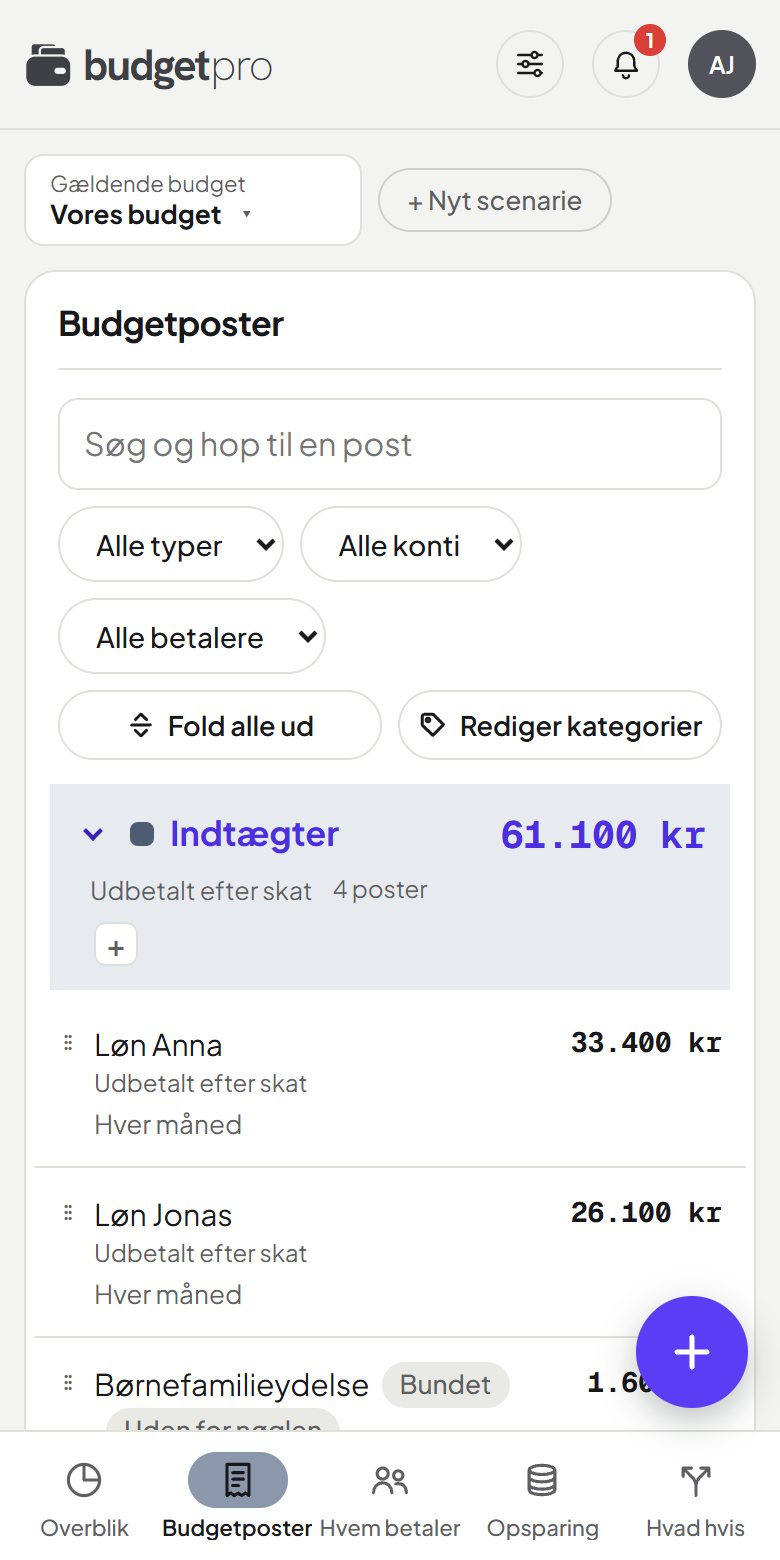 budgetpro
1
AJ
Gældende budget
Vores budget
+ Nyt scenarie
Budgetposter
Søg og hop til en post
Alle typer
Alle konti
Alle betalere
Fold alle ud
Rediger kategorier
Indtægter
61.100 kr
Udbetalt efter skat
4 poster
+
Løn Anna
33.400 kr
Udbetalt efter skat
Hver måned
Løn Jonas
26.100 kr
Udbetalt efter skat
Hver måned
Børnefamilieydelse
Bundet
Uden for nøglen
Overblik
Budgetposter
Hvem betaler
Opsparing
Hvad hvis